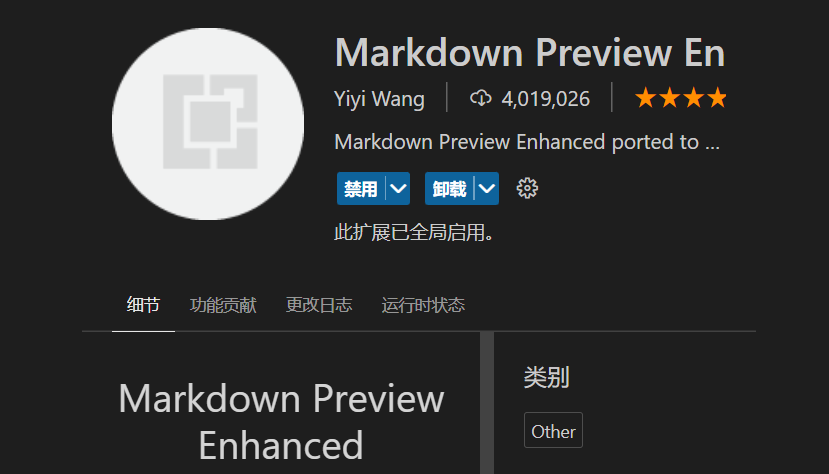 Markdown Preview En
Yiyi Wang 4,019,026
Markdown Preview Enhanced ported to ...
禁用 卸载
此扩展已全局启用。
细节 功能贡献 更改日志 运行时状态
Markdown Preview
Enhanced
类别
Other